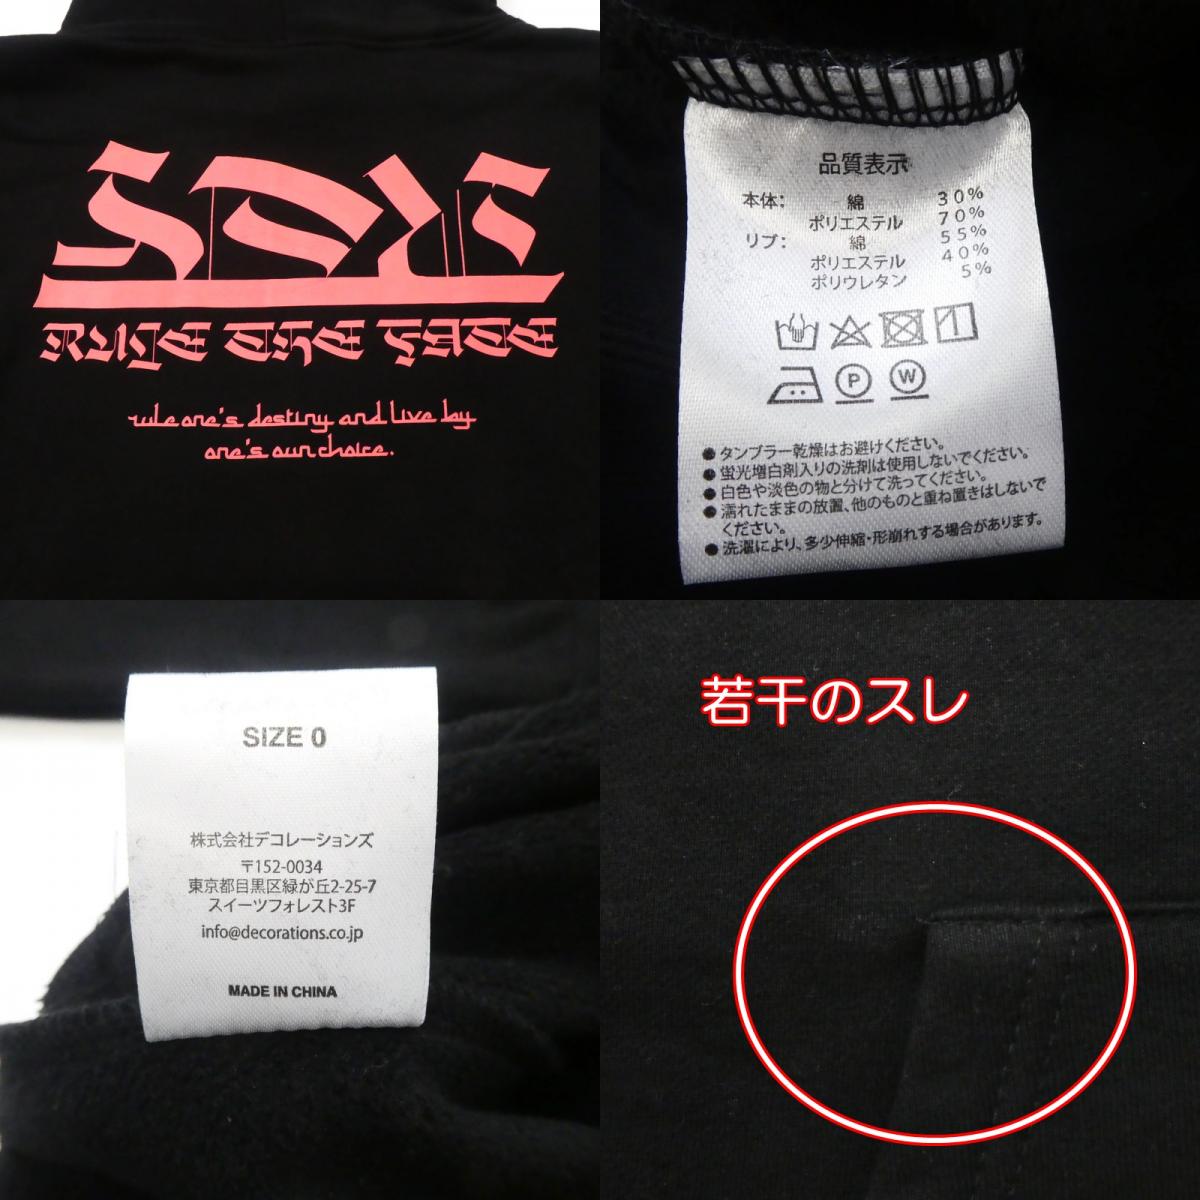 RULE THE FATE
rule one's destiny and live by
one's own choice.
品質表示
本体: 綿 30%
ポリエステル 70%
リブ: 綿 55%
ポリエステル 40%
ポリウレタン 5%
P W
●タンブラー乾燥はお避けください。
●蛍光増白剤入りの洗剤は使用しないでください。
●白色や淡色の物と分けて洗ってください。
●濡れたままの放置、他のものと重ね置きはしないで
ください。
●洗濯により、多少伸縮・形崩れする場合があります。
SIZE 0
株式会社デコレーションズ
〒152-0034
東京都目黒区緑が丘2-25-7
スイーツフォレスト3F
info@decorations.co.jp
MADE IN CHINA
若干のスレ